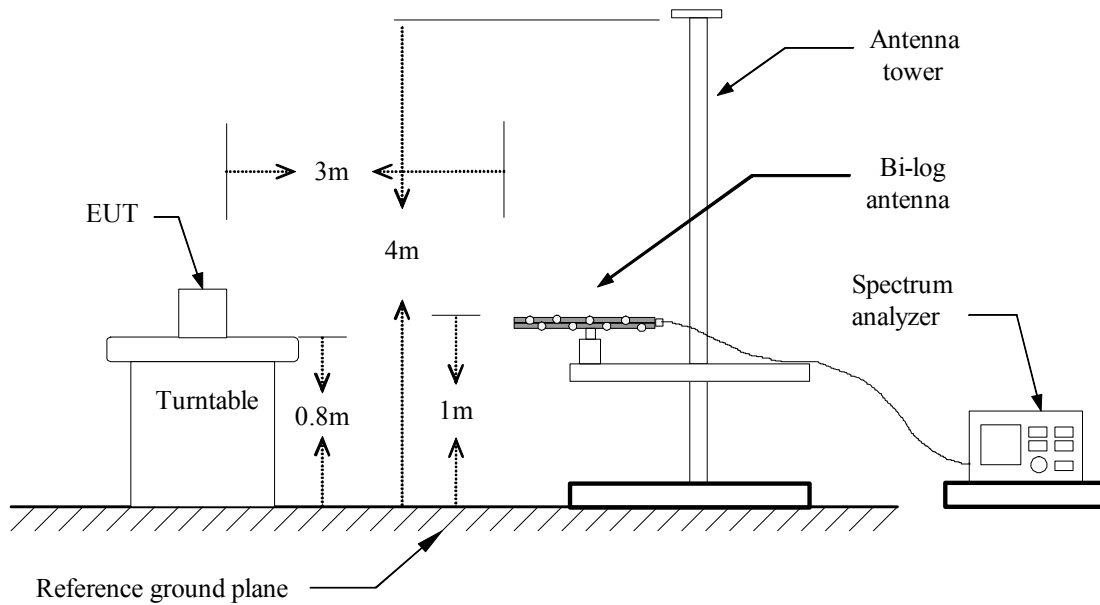 Antenna
tower
3m
Bi-log
antenna
EUT
4m
Spectrum
analyzer
Turntable
0.8m
1m
Reference ground plane